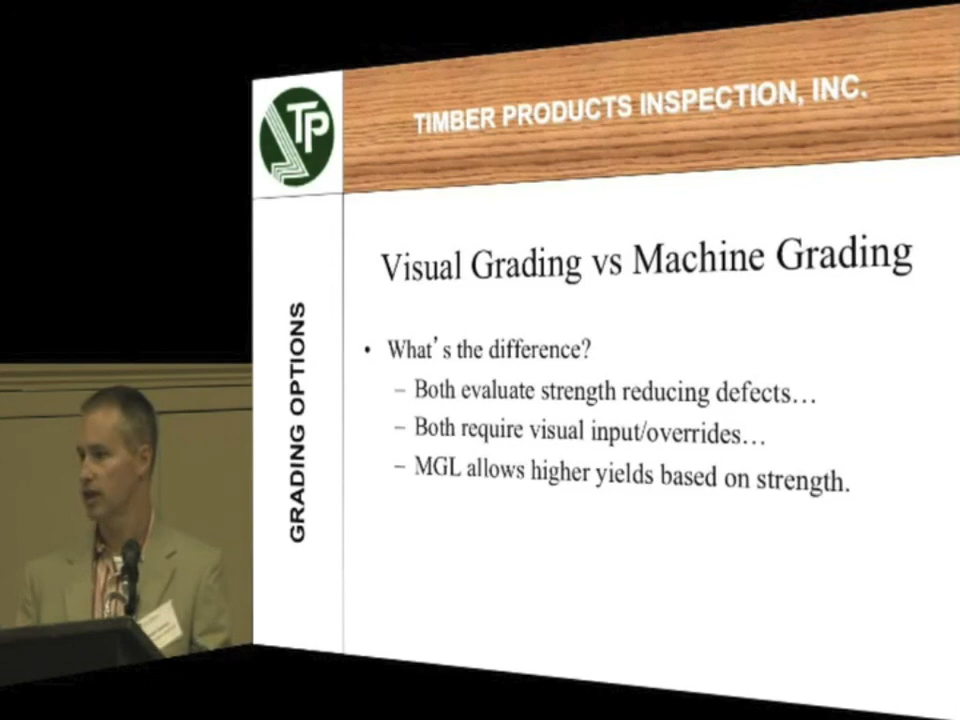 TP
TIMBER PRODUCTS INSPECTION, INC.
GRADING OPTIONS
Visual Grading vs Machine Grading
• What's the difference?
– Both evaluate strength reducing defects…
– Both require visual input/overrides…
– MGL allows higher yields based on strength.